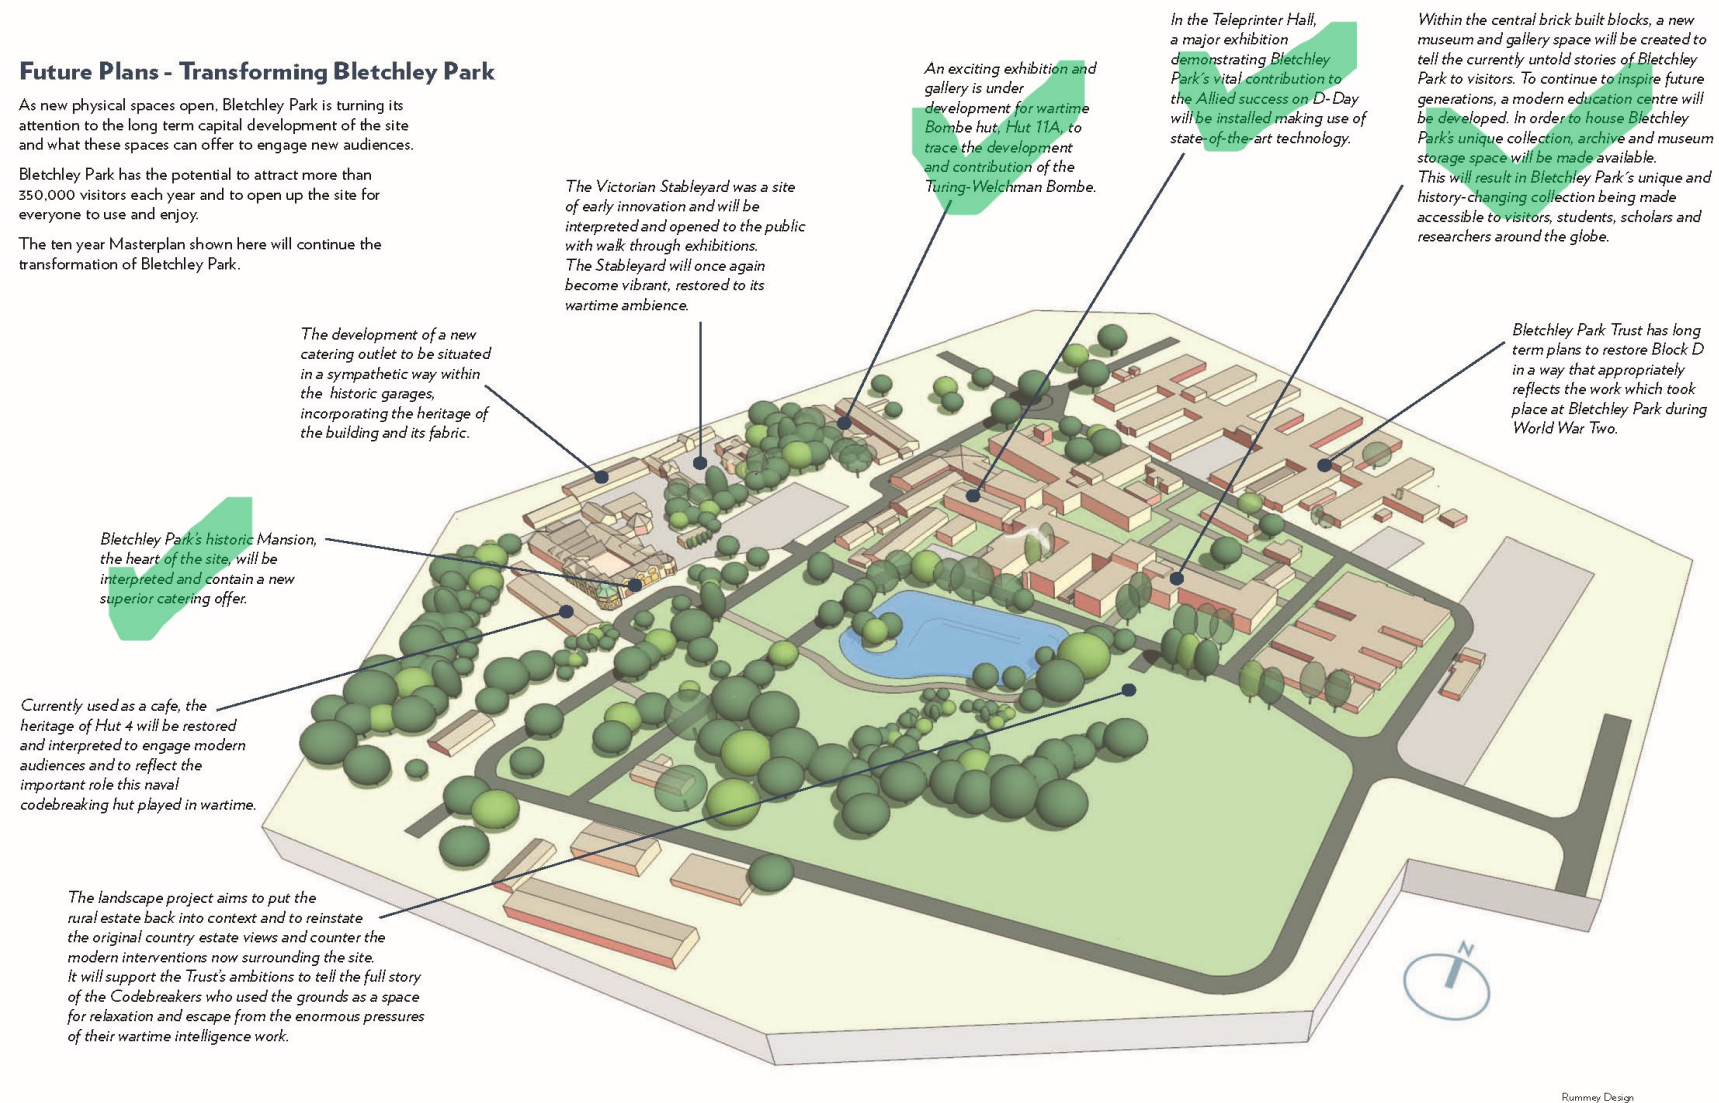 Future Plans - Transforming Bletchley Park
As new physical spaces open, Bletchley Park is turning its
attention to the long term capital development of the site
and what these spaces can offer to engage new audiences.
Bletchley Park has the potential to attract more than
350,000 visitors each year and to open up the site for
everyone to use and enjoy.
The ten year Masterplan shown here will continue the
transformation of Bletchley Park.
The development of a new
catering outlet to be situated
in a sympathetic way within
the historic garages,
incorporating the heritage of
the building and its fabric.
The Victorian Stableyard was a site
of early innovation and will be
interpreted and opened to the public
with walk through exhibitions.
The Stableyard will once again
become vibrant, restored to its
wartime ambience.
An exciting exhibition and
gallery is under
development for wartime
Bombe hut, Hut 11A, to
trace the development
and contribution of the
Turing-Welchman Bombe.
In the Teleprinter Hall,
a major exhibition
demonstrating Bletchley
Park's vital contribution to
the Allied success on D-Day
will be installed making use of
state-of-the-art technology.
Within the central brick built blocks, a new
museum and gallery space will be created to
tell the currently untold stories of Bletchley
Park to visitors. To continue to inspire future
generations, a modern education centre will
be developed. In order to house Bletchley
Park's unique collection, archive and museum
storage space will be made available.
This will result in Bletchley Park's unique and
history-changing collection being made
accessible to visitors, students, scholars and
researchers around the globe.
Bletchley Park Trust has long
term plans to restore Block D
in a way that appropriately
reflects the work which took
place at Bletchley Park during
World War Two.
Bletchley Park's historic Mansion,
the heart of the site, will be
interpreted and contain a new
superior catering offer.
Currently used as a cafe, the
heritage of Hut 4 will be restored
and interpreted to engage modern
audiences and to reflect the
important role this naval
codebreaking hut played in wartime.
The landscape project aims to put the
rural estate back into context and to reinstate
the original country estate views and counter the
modern interventions now surrounding the site.
It will support the Trust's ambitions to tell the full story
of the Codebreakers who used the grounds as a space
for relaxation and escape from the enormous pressures
of their wartime intelligence work.
N
Rummey Design